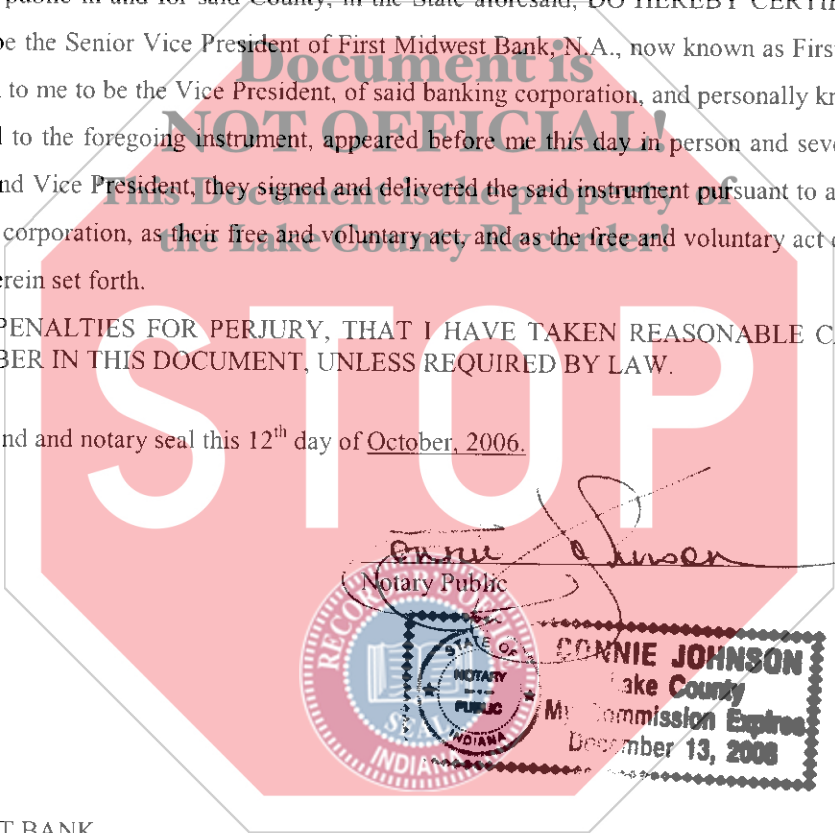 public in and for said County, in the State aforesaid, DO HEREBY CERTI
be the Senior Vice President of First Midwest Bank, N.A., now known as First
to me to be the Vice President, of said banking corporation, and personally kn
to the foregoing instrument, appeared before me this day in person and seve
nd Vice President, they signed and delivered the said instrument pursuant to a
corporation, as their free and voluntary act, and as the free and voluntary act
erein set forth.
Document is
NOT OFFICIAL!
This Document is the property of
the Lake County Recorder!
STOP
PENALTIES FOR PERJURY, THAT I HAVE TAKEN REASONABLE CA
BER IN THIS DOCUMENT, UNLESS REQUIRED BY LAW.
nd and notary seal this 12th day of October, 2006.
Connie Johnson
Notary Public
RECORDER'S OFFICE
SEAL
INDIANA
STATE OF
NOTARY
PUBLIC
INDIANA
CONNIE JOHNSON
Lake County
My Commission Expires
December 13, 2008
T BANK